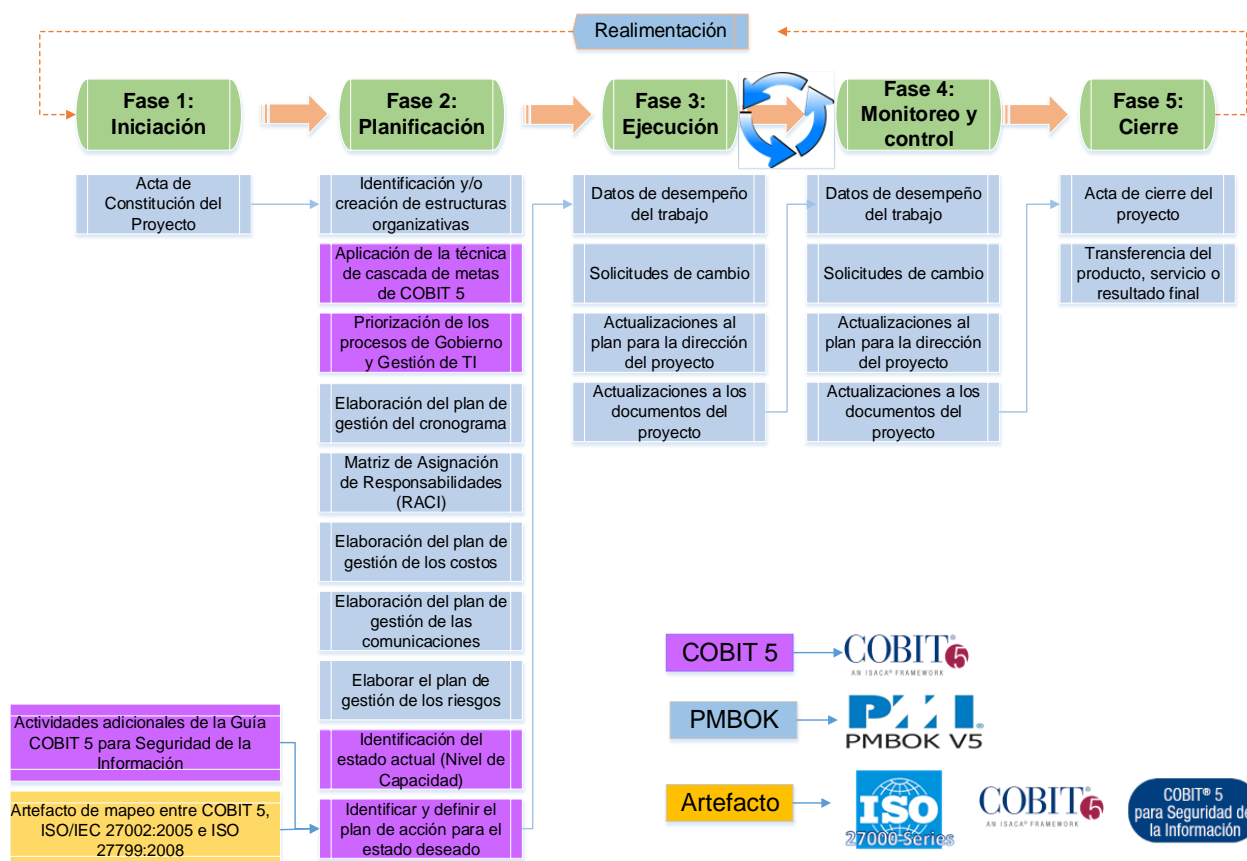 Realimentación
Fase 1:
Iniciación
Fase 2:
Planificación
Fase 3:
Ejecución
Fase 4:
Monitoreo y
control
Fase 5:
Cierre
Acta de
Constitución del
Proyecto
Identificación y/o
creación de estructuras
organizativas
Aplicación de la técnica
de cascada de metas
de COBIT 5
Priorización de los
procesos de Gobierno
y Gestión de TI
Elaboración del plan de
gestión del cronograma
Matriz de Asignación
de Responsabilidades
(RACI)
Elaboración del plan de
gestión de los costos
Elaboración del plan de
gestión de las
comunicaciones
Elaborar el plan de
gestión de los riesgos
Identificación del
estado actual (Nivel de
Capacidad)
Identificar y definir el
plan de acción para el
estado deseado
Actividades adicionales de la Guía
COBIT 5 para Seguridad de la
Información
Artefacto de mapeo entre COBIT 5,
ISO/IEC 27002:2005 e ISO
27799:2008
Datos de desempeño
del trabajo
Solicitudes de cambio
Actualizaciones al
plan para la dirección
del proyecto
Actualizaciones a los
documentos del
proyecto
Datos de desempeño
del trabajo
Solicitudes de cambio
Actualizaciones al
plan para la dirección
del proyecto
Actualizaciones a los
documentos del
proyecto
Acta de cierre del
proyecto
Transferencia del
producto, servicio o
resultado final
COBIT 5
COBIT® 5
AN ISACA® FRAMEWORK
PMBOK
PMI.®
PMBOK V5
Artefacto
ISO
27000 Series
COBIT® 5
AN ISACA® FRAMEWORK
COBIT® 5
para Seguridad de
la Información